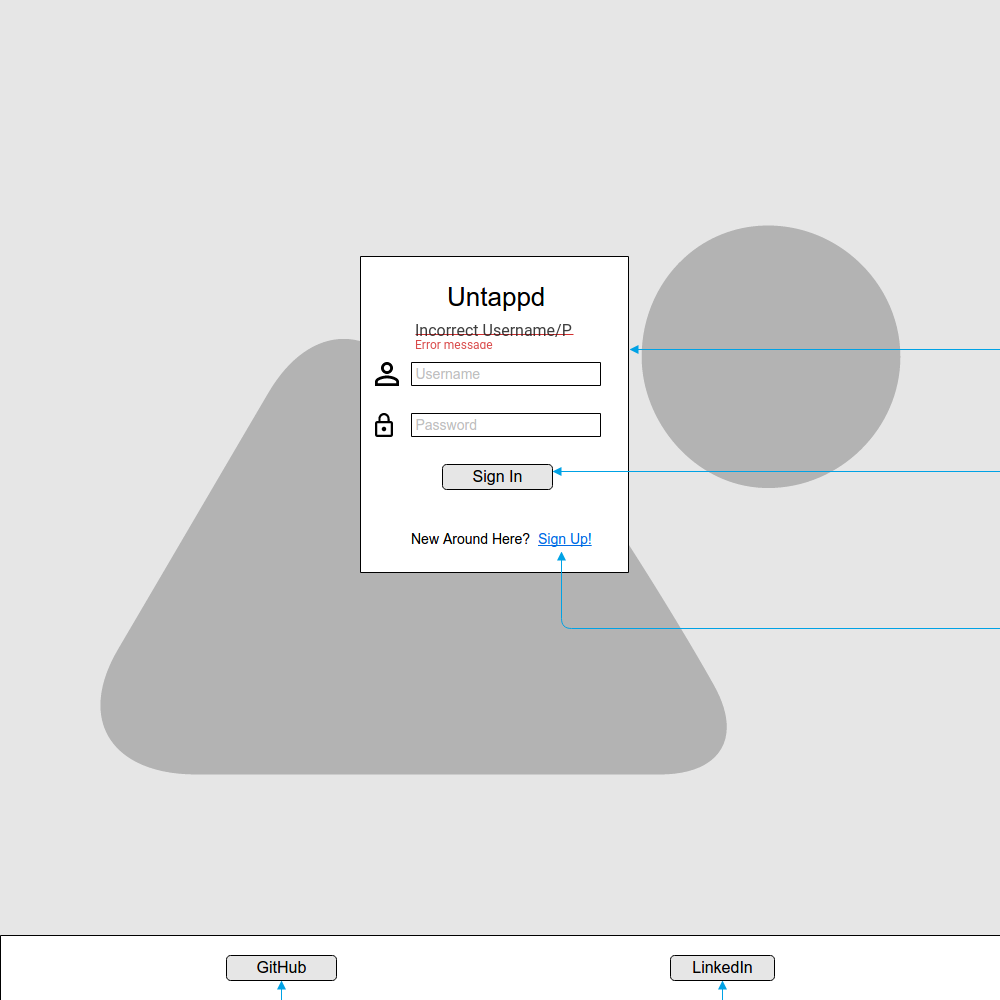 Untappd
Incorrect Username/P
Error message
Username
Password
Sign In
New Around Here? Sign Up!
GitHub
LinkedIn